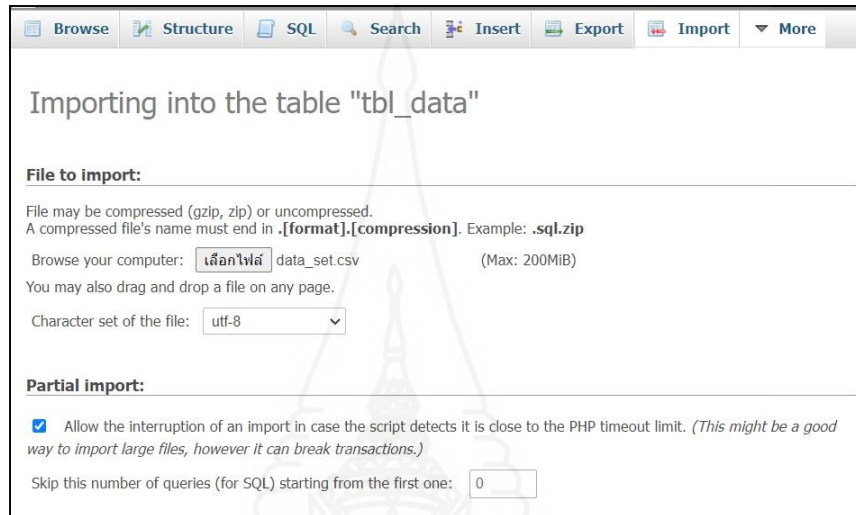 Browse Structure SQL Search Insert Export Import More
Importing into the table "tbl_data"
File to import:
File may be compressed (gzip, zip) or uncompressed.
A compressed file's name must end in .[format].[compression]. Example: .sql.zip
Browse your computer: เลือกไฟล์ data_set.csv (Max: 200MiB)
You may also drag and drop a file on any page.
Character set of the file: utf-8
Partial import:
Allow the interruption of an import in case the script detects it is close to the PHP timeout limit. (This might be a good
way to import large files, however it can break transactions.)
Skip this number of queries (for SQL) starting from the first one: 0